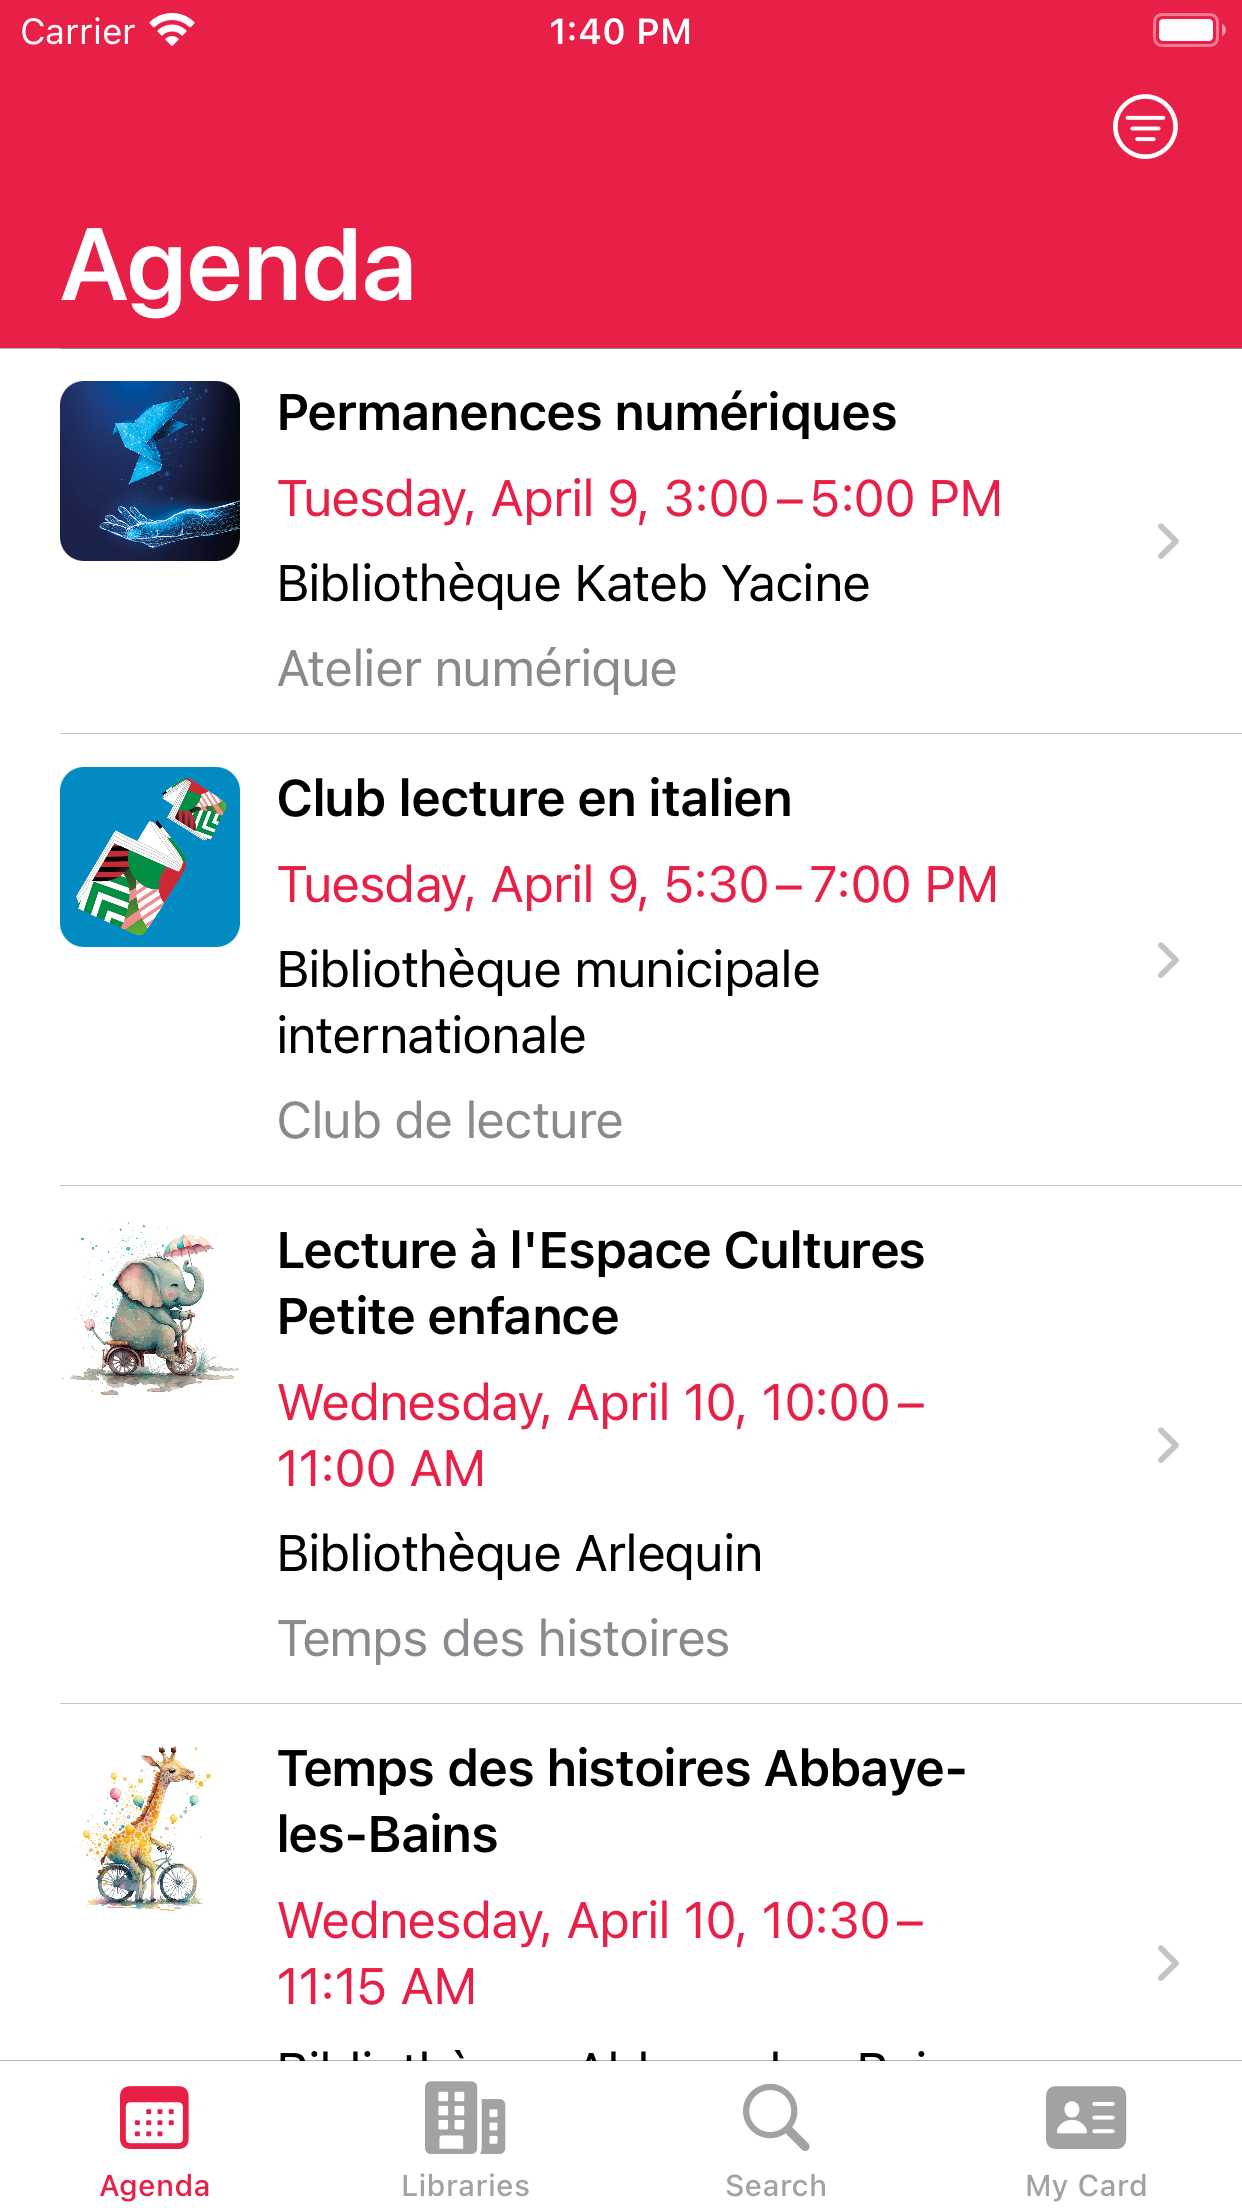 Carrier 1:40 PM
Agenda
Permanences numériques
Tuesday, April 9, 3:00 – 5:00 PM
Bibliothèque Kateb Yacine
Atelier numérique
Club lecture en italien
Tuesday, April 9, 5:30 – 7:00 PM
Bibliothèque municipale
internationale
Club de lecture
Lecture à l'Espace Cultures
Petite enfance
Wednesday, April 10, 10:00 –
11:00 AM
Bibliothèque Arlequin
Temps des histoires
Temps des histoires Abbaye-
les-Bains
Wednesday, April 10, 10:30 –
11:15 AM
Agenda
Libraries
Search
My Card